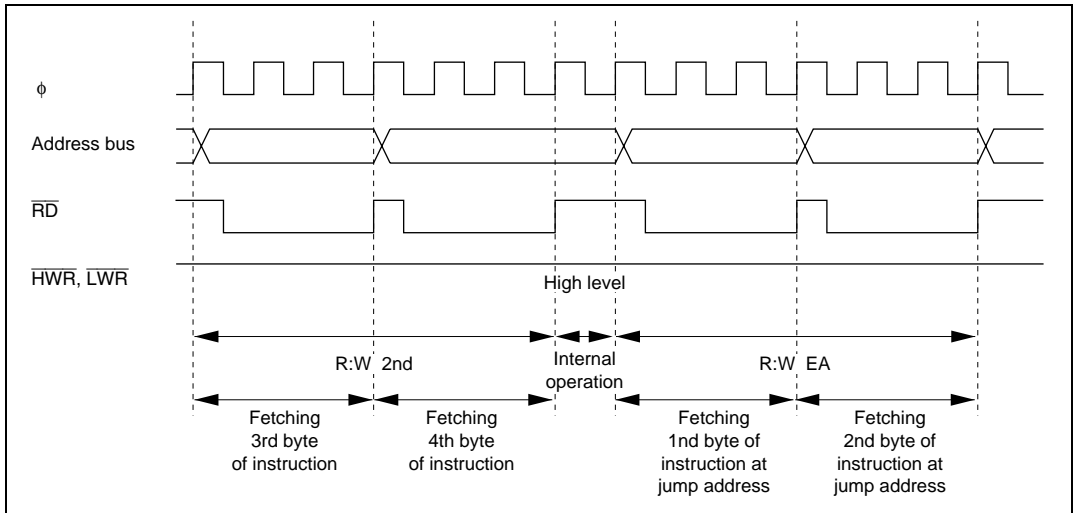 φ
Address bus
RD
HWR, LWR
High level
R:W 2nd
Internal
operation
R:W EA
Fetching
3rd byte
of instruction
Fetching
4th byte
of instruction
Fetching
1nd byte of
instruction at
jump address
Fetching
2nd byte of
instruction at
jump address